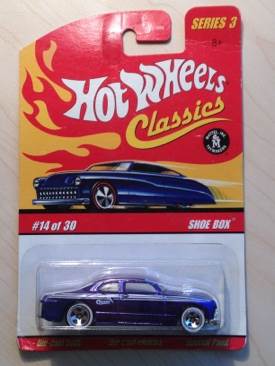 SERIES 3
8+
Hot Wheels
Classics
#14 of 30
SHOE BOX